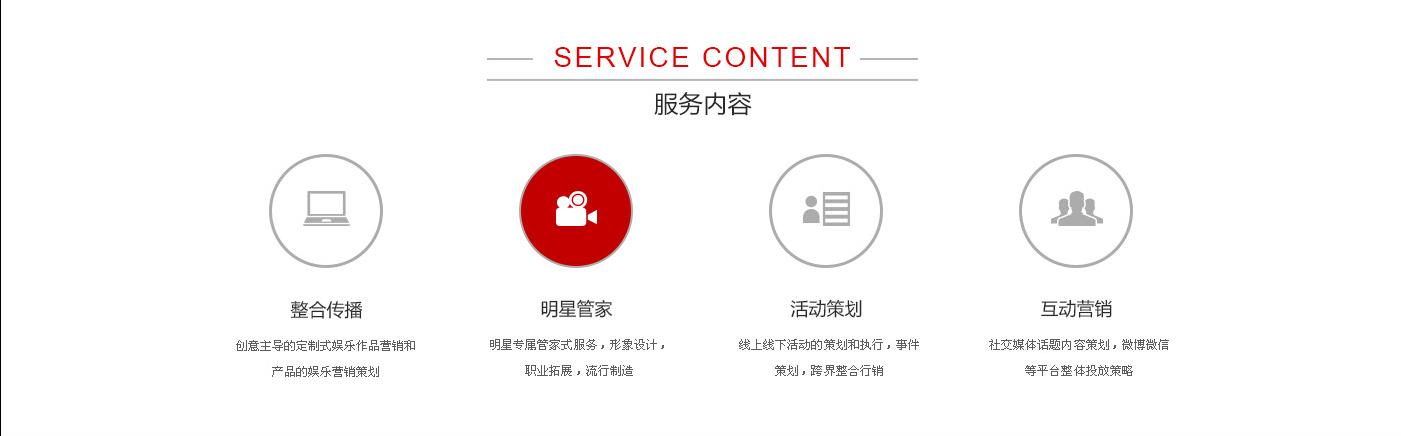 SERVICE CONTENT
服务内容
整合传播
创意主导的定制式娱乐作品营销和
产品的娱乐营销策划
明星管家
明星专属管家式服务，形象设计，
职业拓展，流行制造
活动策划
线上线下活动的策划和执行，事件
策划，跨界整合行销
互动营销
社交媒体话题内容策划，微博微信
等平台整体投放策略